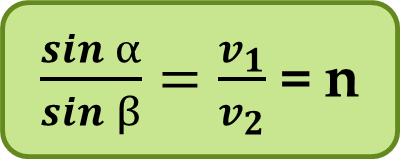 sin α / sin β = v₁ / v₂ = n